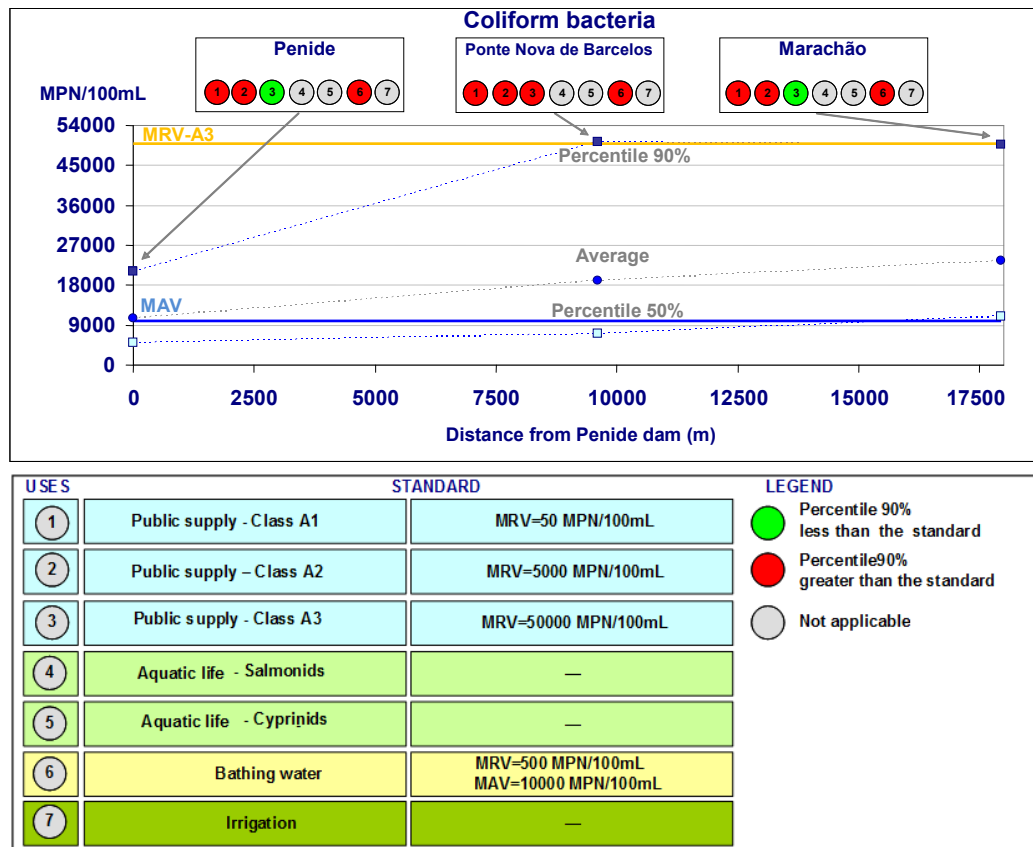 Coliform bacteria
Penide
1 2 3 4 5 6 7
Ponte Nova de Barcelos
1 2 3 4 5 6 7
Marachão
1 2 3 4 5 6 7
MPN/100mL
54000
45000
36000
27000
18000
9000
0
MRV-A3
Percentile 90%
Average
MAV
Percentile 50%
0 2500 5000 7500 10000 12500 15000 17500
Distance from Penide dam (m)
USES STANDARD LEGEND
1 Public supply - Class A1 MRV=50 MPN/100mL
2 Public supply – Class A2 MRV=5000 MPN/100mL
3 Public supply - Class A3 MRV=50000 MPN/100mL
4 Aquatic life - Salmonids —
5 Aquatic life - Cyprinids —
6 Bathing water MRV=500 MPN/100mL
MAV=10000 MPN/100mL
7 Irrigation —
Percentile 90%
less than the standard
Percentile90%
greater than the standard
Not applicable